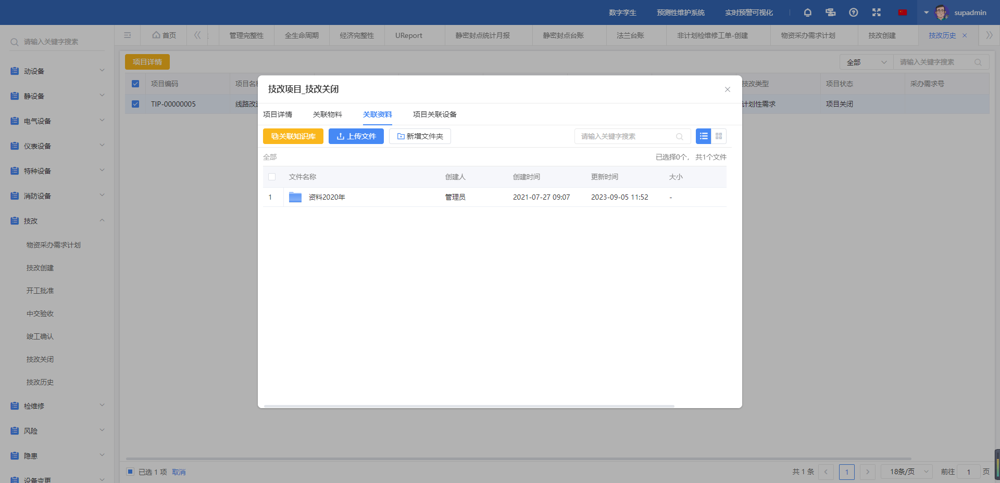 数字孪生 预测性维护系统 实时预警可视化 supadmin
请输入关键字搜索
首页 管理完整性 全生命周期 经济完整性 UReport 静密封点统计月报 静密封点台账 法兰台账 非计划检维修工单-创建 物资采办需求计划 技改创建 技改历史
动设备
静设备
电气设备
仪表设备
特种设备
消防设备
技改
物资采办需求计划
技改创建
开工批准
中交验收
竣工确认
技改关闭
技改历史
检维修
风险
隐患
设备变更
项目详情 全部 请输入关键字搜索
项目编码 项目名 技改类型 项目状态 采办需求号
TIP-00000005 线路改 计划性需求 项目关闭
技改项目_技改关闭
项目详情 关联物料 关联资料 项目关联设备
关联知识库 上传文件 新增文件夹 请输入关键字搜索
全部 已选择0个， 共1个文件
文件名称 创建人 创建时间 更新时间 大小
1 资料2020年 管理员 2021-07-27 09:07 2023-09-05 11:52 -
已选 1 项 取消 共 1 条 1 18条/页 前往 1 页